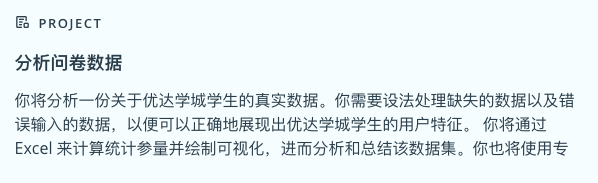 PROJECT
分析问卷数据
你将分析一份关于优达学城学生的真实数据。你需要设法处理缺失的数据以及错
误输入的数据，以便可以正确地展现出优达学城学生的用户特征。 你将通过
Excel 来计算统计参量并绘制可视化，进而分析和总结该数据集。你也将使用专